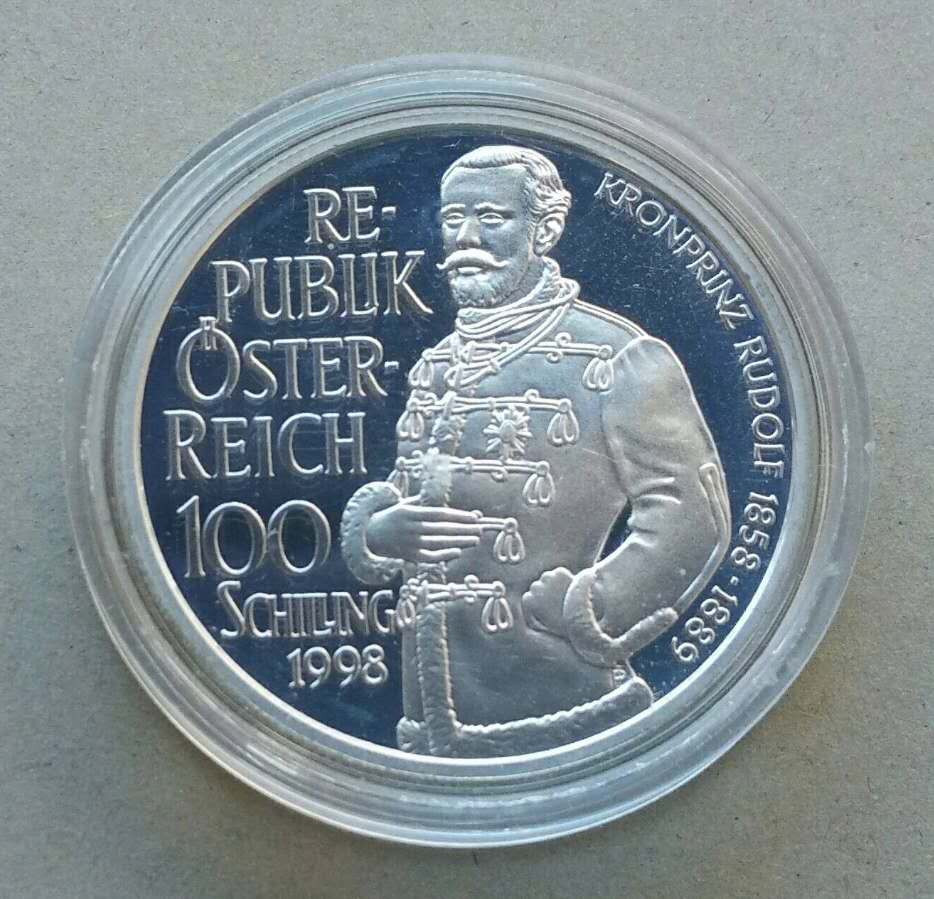 RE-
PUBLIK
ÖSTER-
REICH
100
SCHILLING
1998
KRONPRINZ RUDOLF 1858-1889